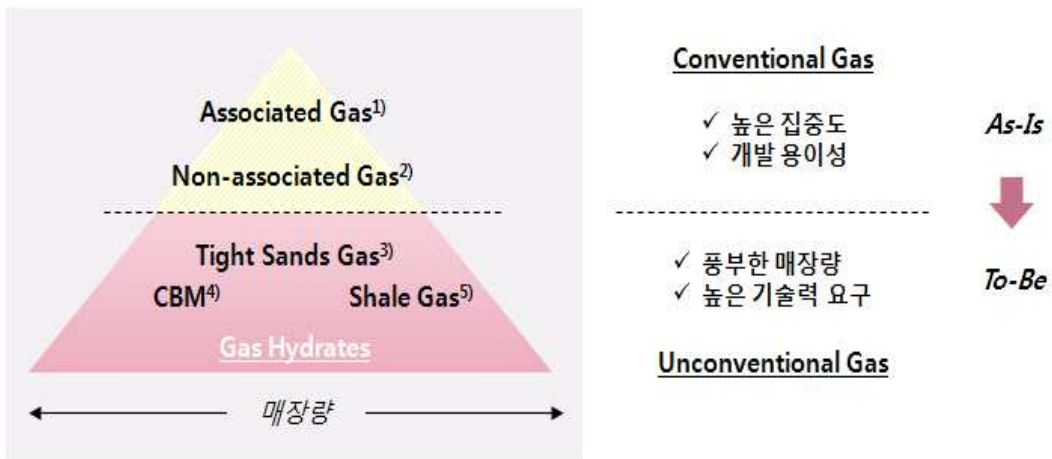 Associated Gas1)
Non-associated Gas2)
Tight Sands Gas3)
CBM4) Shale Gas5)
Gas Hydrates
매장량
Conventional Gas
✓ 높은 집중도
✓ 개발 용이성
As-Is
✓ 풍부한 매장량
✓ 높은 기술력 요구
To-Be
Unconventional Gas